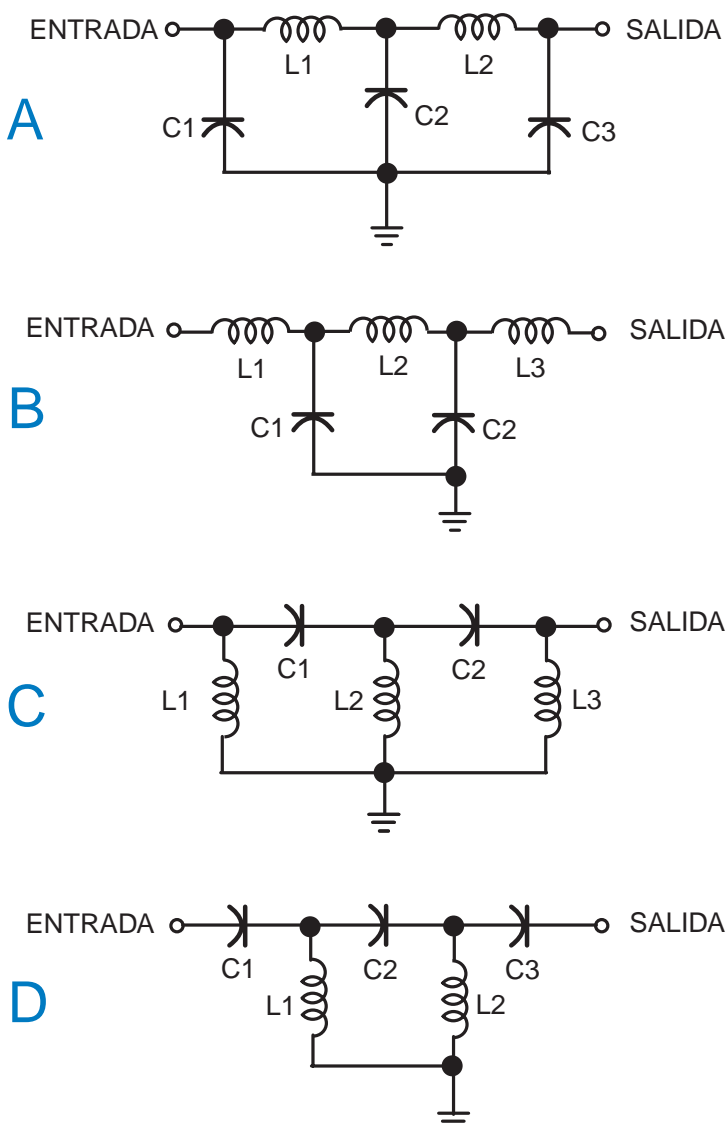 ENTRADA L1 L2 SALIDA
A
C1 C2 C3
ENTRADA L1 L2 L3 SALIDA
B
C1 C2
ENTRADA C1 C2 SALIDA
C
L1 L2 L3
ENTRADA C1 C2 C3 SALIDA
D
L1 L2